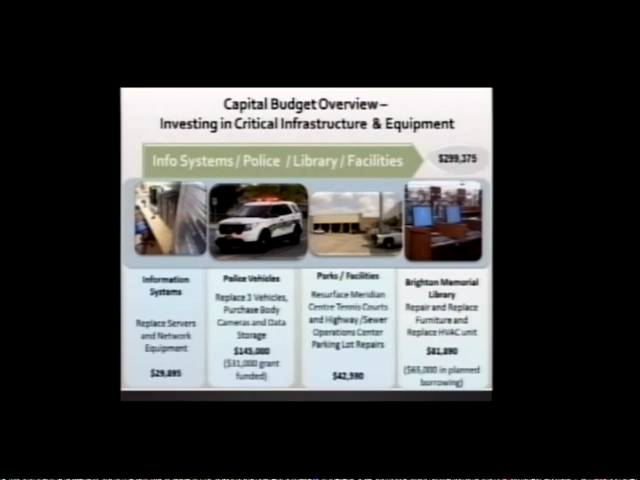 Capital Budget Overview –
Investing in Critical Infrastructure & Equipment
Info Systems / Police / Library / Facilities
$299,375
Information
Systems
Replace Servers
and Network
Equipment
$29,895
Police Vehicles
Replace 3 Vehicles,
Purchase Body
Cameras and Data
Storage
$145,000
($31,000 grant
funded)
Parks / Facilities
Resurface Meridian
Centre Tennis Courts
and Highway /Sewer
Operations Center
Parking Lot Repairs
$42,590
Brighton Memorial
Library
Repair and Replace
Furniture and
Replace HVAC unit
$81,890
($65,000 in planned
borrowing)